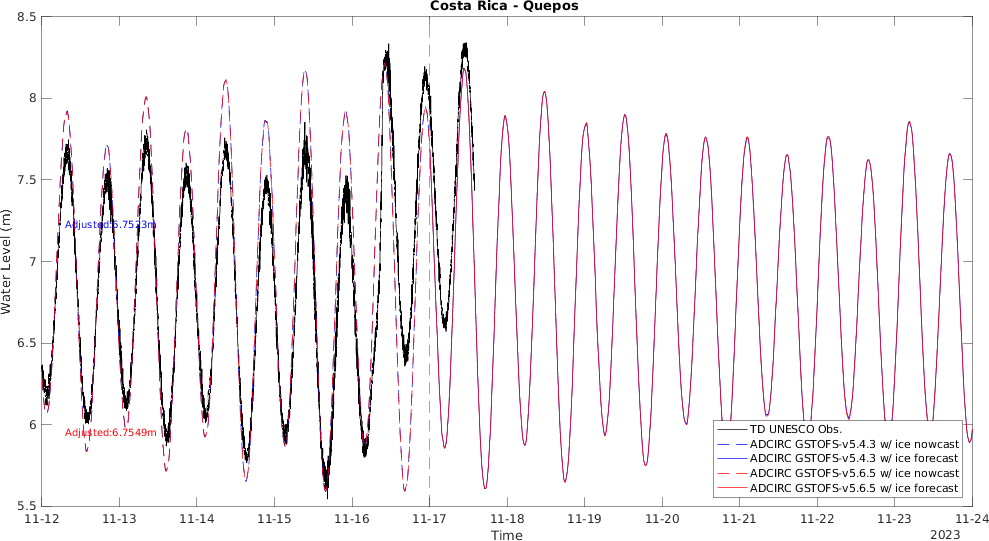 Costa Rica - Quepos
8.5
8
7.5
7
6.5
6
5.5
Water Level (m)
Adjusted:6.7523m
Adjusted:6.7549m
TD UNESCO Obs.
ADCIRC GSTOFS-v5.4.3 w/ ice nowcast
ADCIRC GSTOFS-v5.4.3 w/ ice forecast
ADCIRC GSTOFS-v5.6.5 w/ ice nowcast
ADCIRC GSTOFS-v5.6.5 w/ ice forecast
11-12 11-13 11-14 11-15 11-16 11-17 11-18 11-19 11-20 11-21 11-22 11-23 11-24
Time
2023